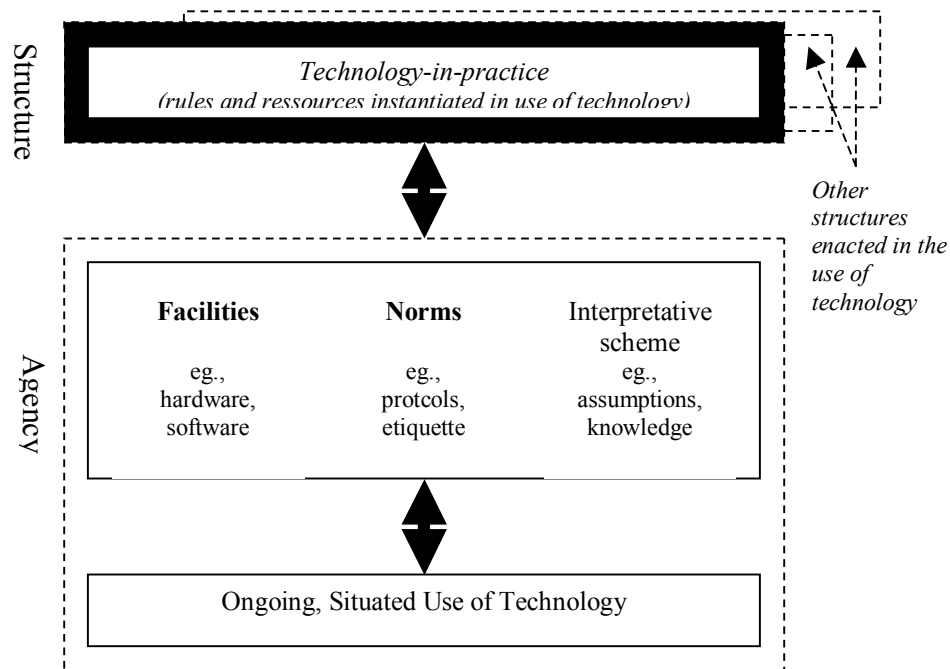 Structure
Technology-in-practice
(rules and ressources instantiated in use of technology)
Other
structures
enacted in the
use of
technology
Agency
Facilities
eg.,
hardware,
software
Norms
eg.,
protcols,
etiquette
Interpretative
scheme
eg.,
assumptions,
knowledge
Ongoing, Situated Use of Technology